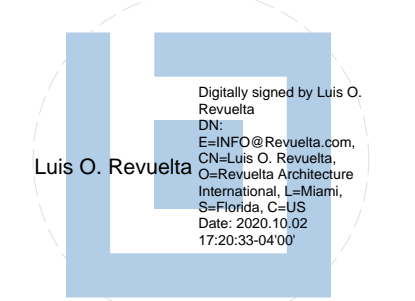 Luis O. Revuelta
Digitally signed by Luis O.
Revuelta
DN:
E=INFO@Revuelta.com,
CN=Luis O. Revuelta,
O=Revuelta Architecture
International, L=Miami,
S=Florida, C=US
Date: 2020.10.02
17:20:33-04'00'